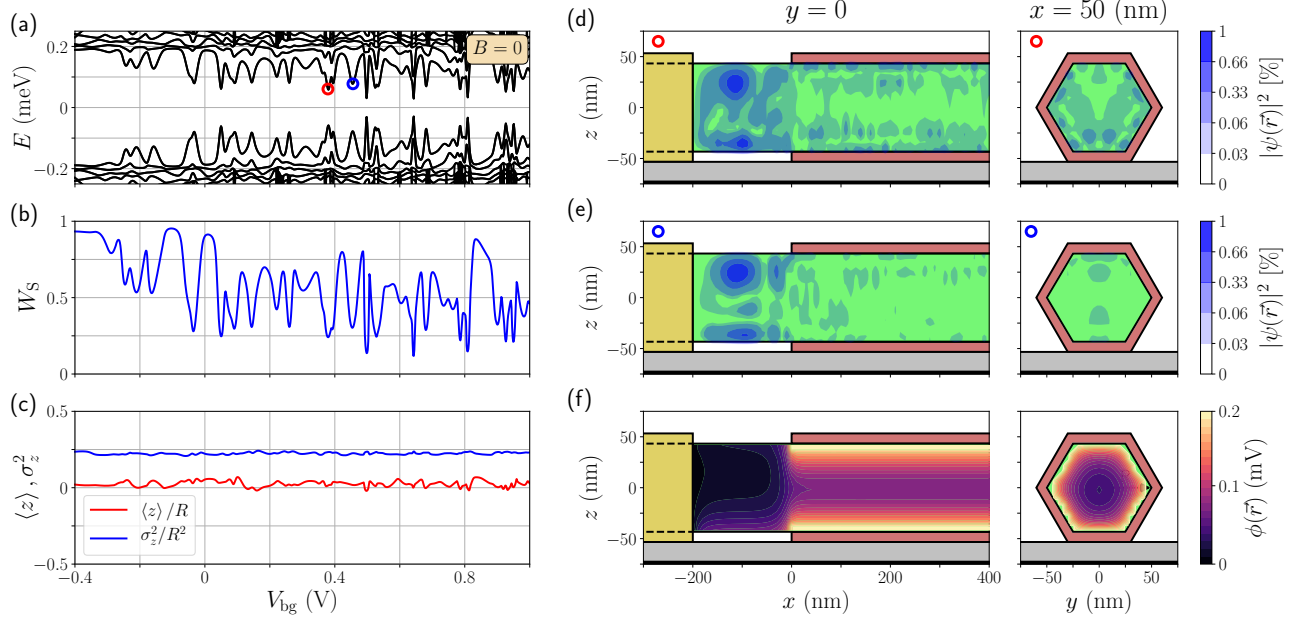 (a)
0.2
0
−0.2
E (meV)
B = 0
(b)
1
0.5
0
W_S
(c)
0.5
0
−0.5
⟨z⟩, σ_z^2
⟨z⟩/R
σ_z^2/R^2
−0.4
0
0.4
0.8
V_bg (V)
(d)
y = 0
x = 50 (nm)
50
0
−50
z (nm)
1
0.66
0.33
0.06
0.03
0
|ψ(r⃗)|^2 [%]
(e)
50
0
−50
z (nm)
1
0.66
0.33
0.06
0.03
0
|ψ(r⃗)|^2 [%]
(f)
50
0
−50
z (nm)
−200
0
200
400
x (nm)
−50
0
50
y (nm)
0.2
0.1
0
ϕ(r⃗) (mV)